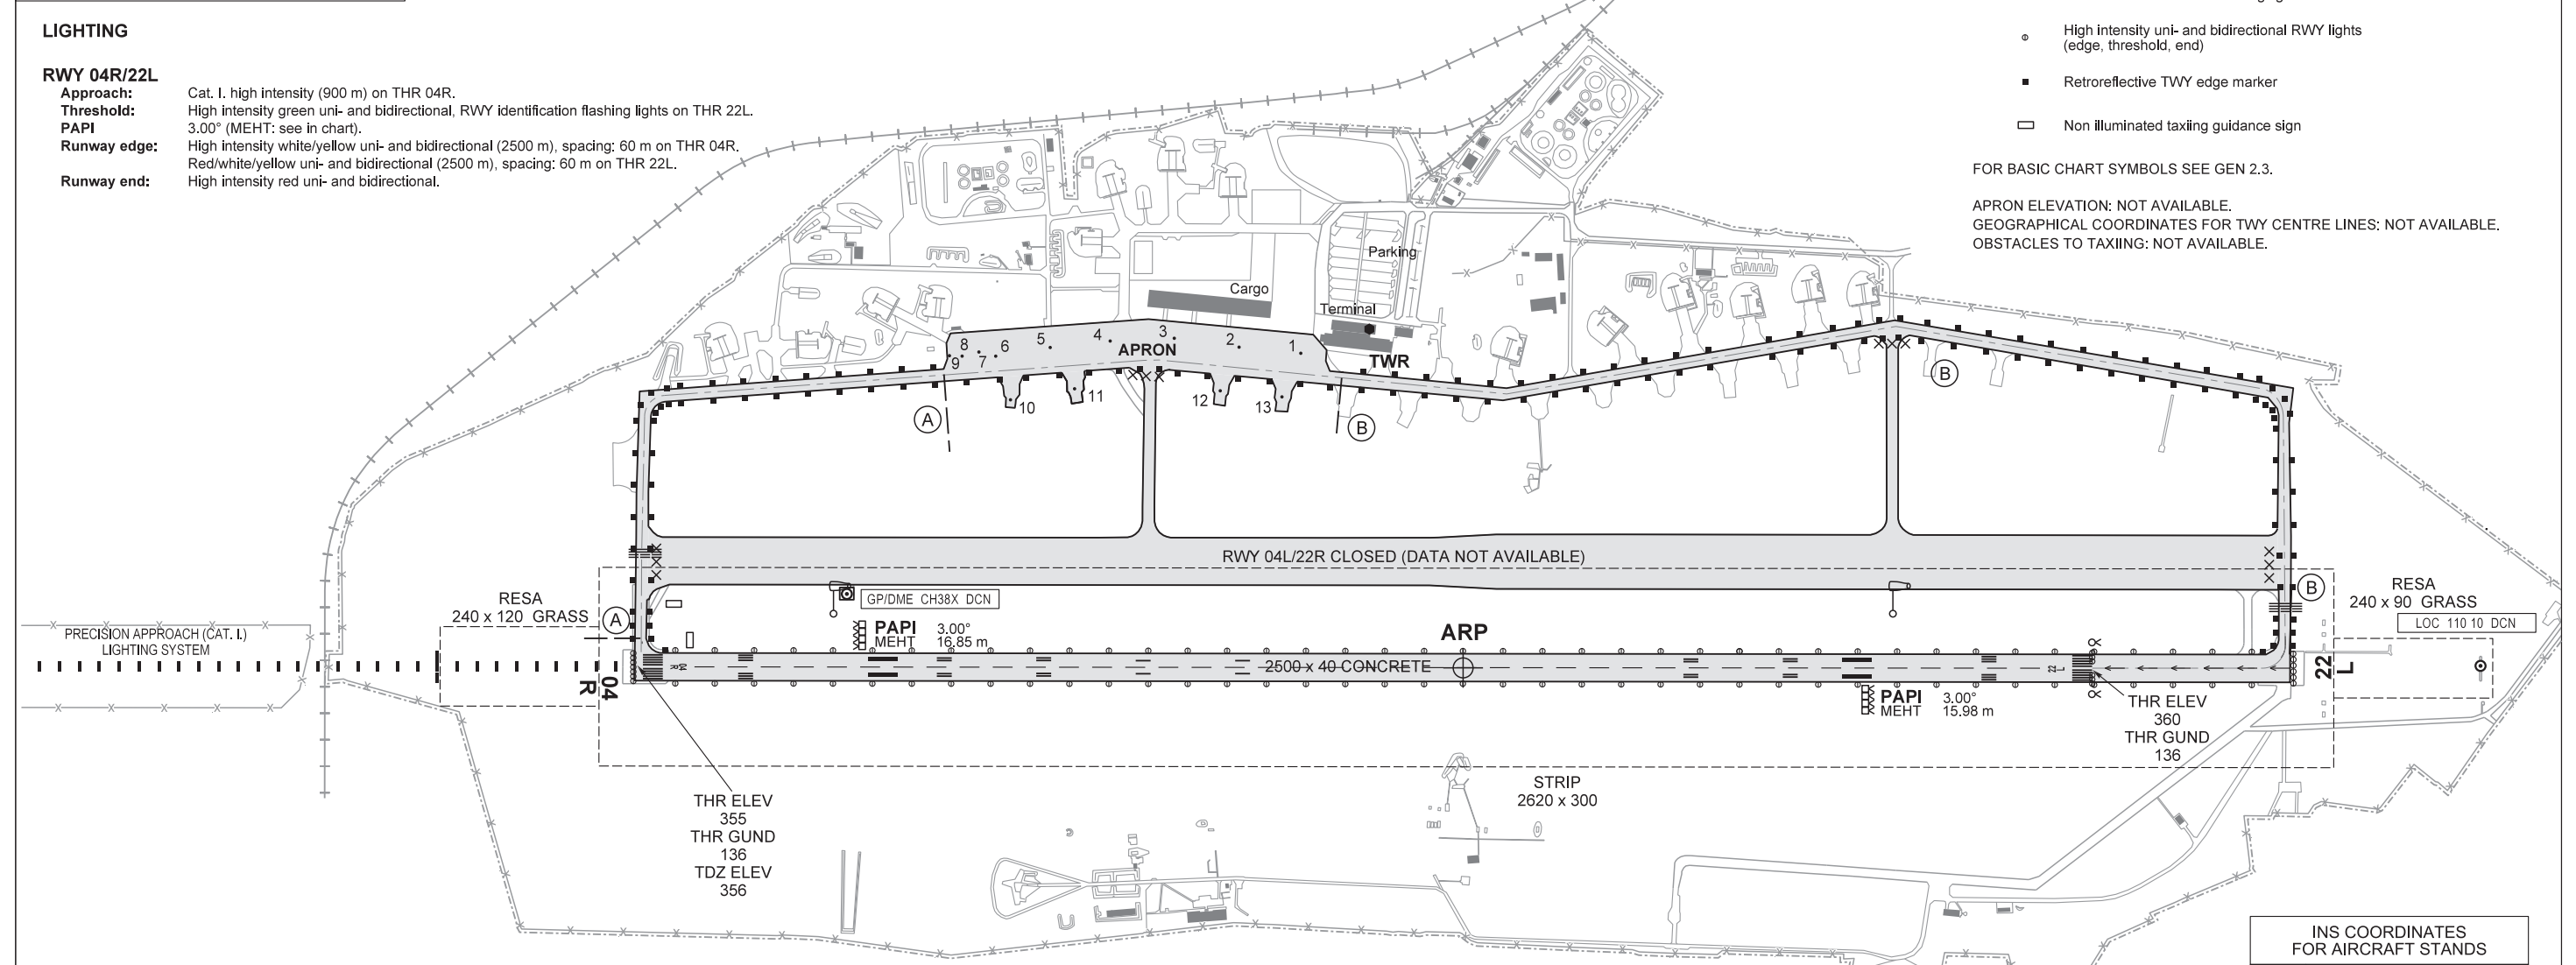 LIGHTING
RWY 04R/22L
Approach: Cat. I. high intensity (900 m) on THR 04R.
Threshold: High intensity green uni- and bidirectional, RWY identification flashing lights on THR 22L.
PAPI 3.00° (MEHT: see in chart).
Runway edge: High intensity white/yellow uni- and bidirectional (2500 m), spacing: 60 m on THR 04R.
Red/white/yellow uni- and bidirectional (2500 m), spacing: 60 m on THR 22L.
Runway end: High intensity red uni- and bidirectional.
High intensity uni- and bidirectional RWY lights
(edge, threshold, end)
Retroreflective TWY edge marker
Non illuminated taxiing guidance sign
FOR BASIC CHART SYMBOLS SEE GEN 2.3.
APRON ELEVATION: NOT AVAILABLE.
GEOGRAPHICAL COORDINATES FOR TWY CENTRE LINES: NOT AVAILABLE.
OBSTACLES TO TAXIING: NOT AVAILABLE.
Parking
Cargo
Terminal
TWR
APRON
9
8
7
6
5
4
3
2
1
10
11
12
13
A
B
B
RWY 04L/22R CLOSED (DATA NOT AVAILABLE)
RESA
240 x 120 GRASS
A
GP/DME CH38X DCN
B
RESA
240 x 90 GRASS
LOC 110 10 DCN
PRECISION APPROACH (CAT. I.)
LIGHTING SYSTEM
PAPI 3.00°
MEHT 16.85 m
ARP
04
R
04R
2500 x 40 CONCRETE
22
L
22
L
PAPI 3.00°
MEHT 15.98 m
THR ELEV
360
THR GUND
136
STRIP
2620 x 300
THR ELEV
355
THR GUND
136
TDZ ELEV
356
INS COORDINATES
FOR AIRCRAFT STANDS